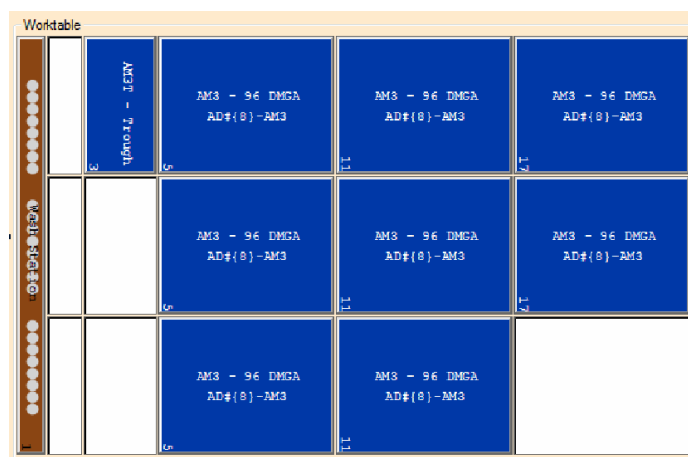 Worktable
AM3T - Trough
3
AM3 - 96 DMGA
AD#{8}-AM3
5
AM3 - 96 DMGA
AD#{8}-AM3
11
AM3 - 96 DMGA
AD#{8}-AM3
17
Wash Station
AM3 - 96 DMGA
AD#{8}-AM3
5
AM3 - 96 DMGA
AD#{8}-AM3
11
AM3 - 96 DMGA
AD#{8}-AM3
17
1
AM3 - 96 DMGA
AD#{8}-AM3
5
AM3 - 96 DMGA
AD#{8}-AM3
11